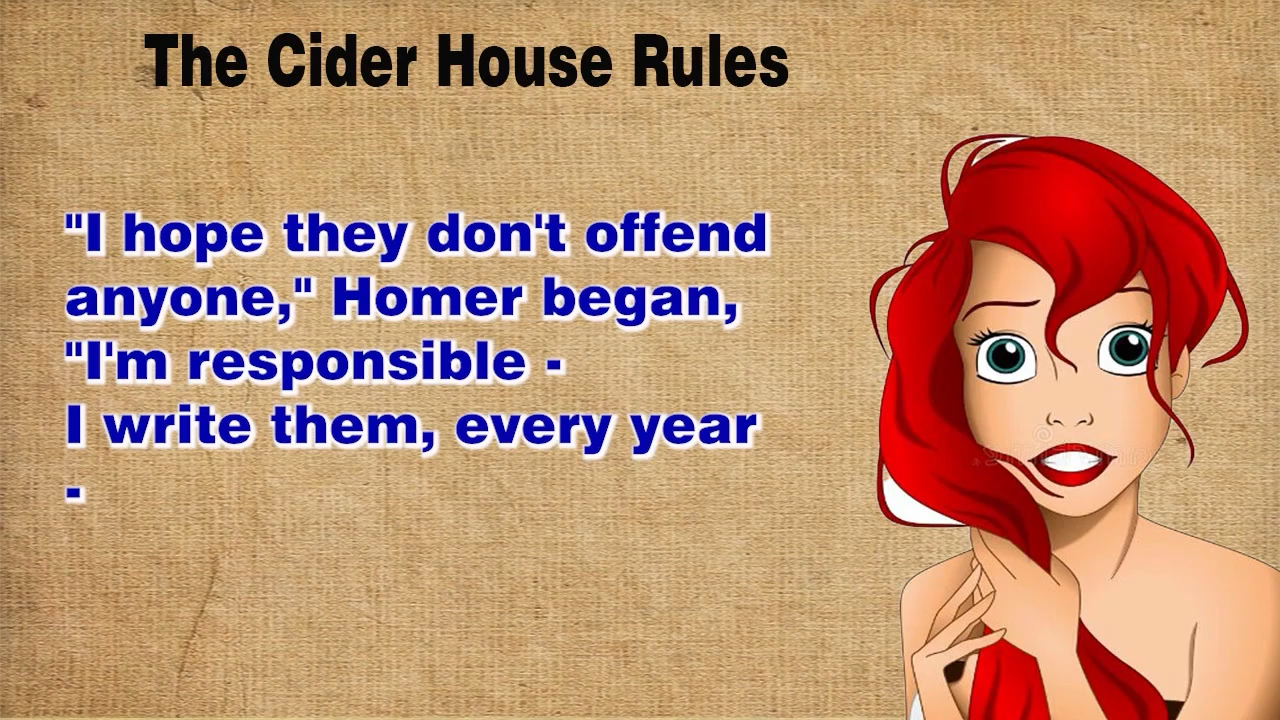 The Cider House Rules
"I hope they don't offend
anyone," Homer began,
"I'm responsible -
I write them, every year
-